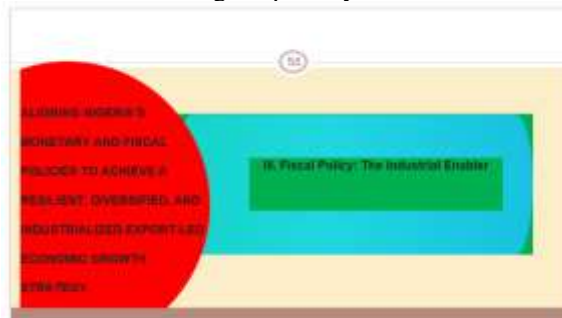 ALIGNING NIGERIA'S
MONETARY AND FISCAL
POLICIES TO ACHIEVE A
RESILIENT, DIVERSIFIED, AND
INDUSTRIALIZED EXPORT-LED
ECONOMIC GROWTH
STRATEGY
III. Fiscal Policy: The Industrial Enabler